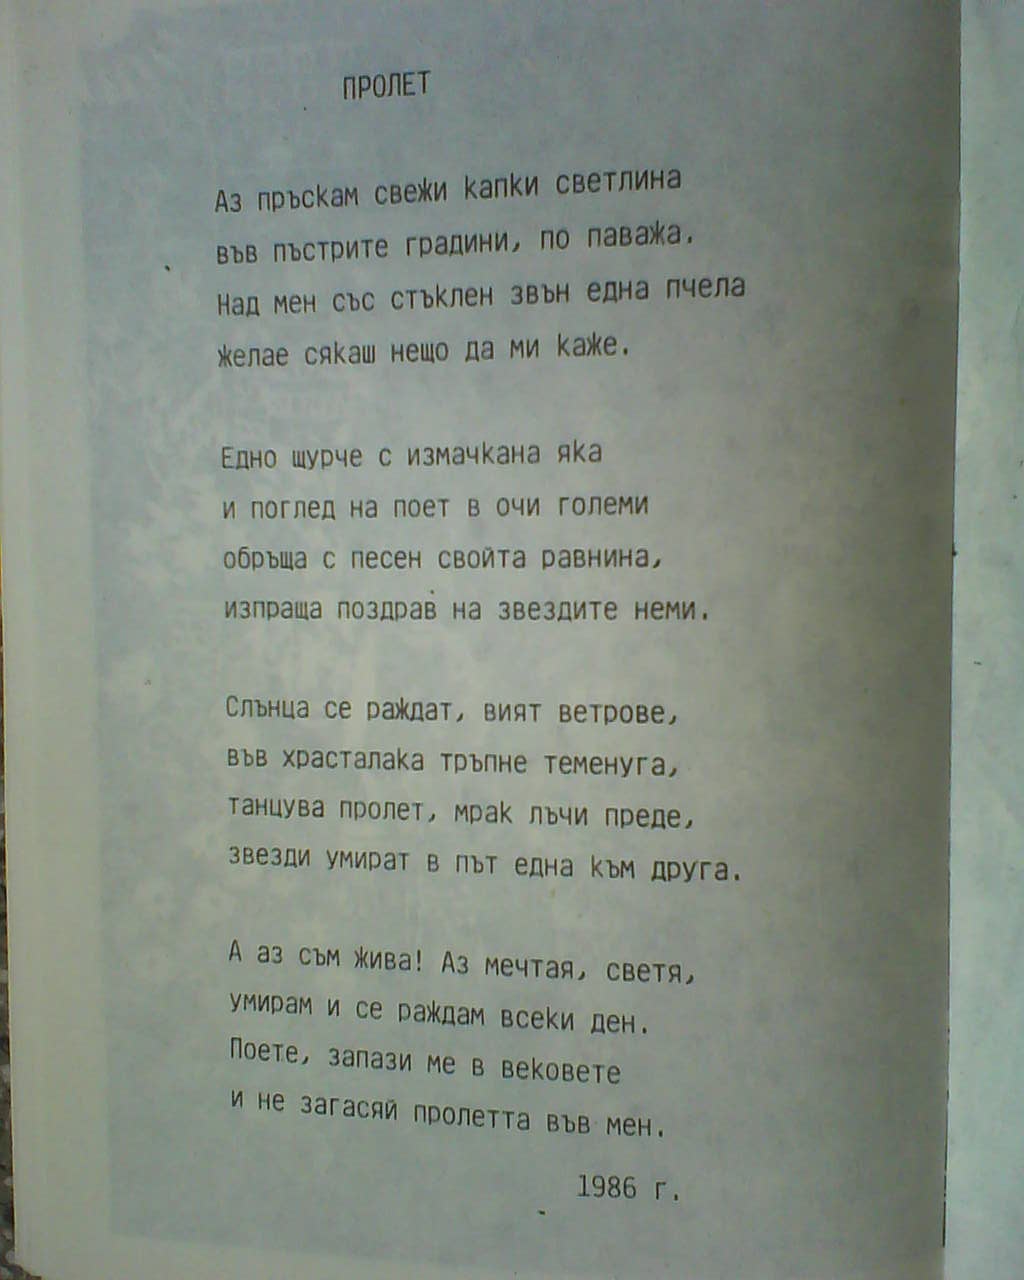 ПРОЛЕТ
Аз пръскам свежи капки светлина
във пъстрите градини, по паважа.
Над мен със стъклен звън една пчела
желае сякаш нещо да ми каже.
Едно щурче с измачкана яка
и поглед на поет в очи големи
обръща с песен свойта равнина,
изпраща поздрав на звездите неми.
Слънца се раждат, вият ветрове,
във храсталака тръпне теменуга,
танцува пролет, мрак лъчи преде,
звезди умират в път една към друга.
А аз съм жива! Аз мечтая, светя,
умирам и се раждам всеки ден.
Поете, запази ме в вековете
и не загасяй пролетта във мен.
1986 г.